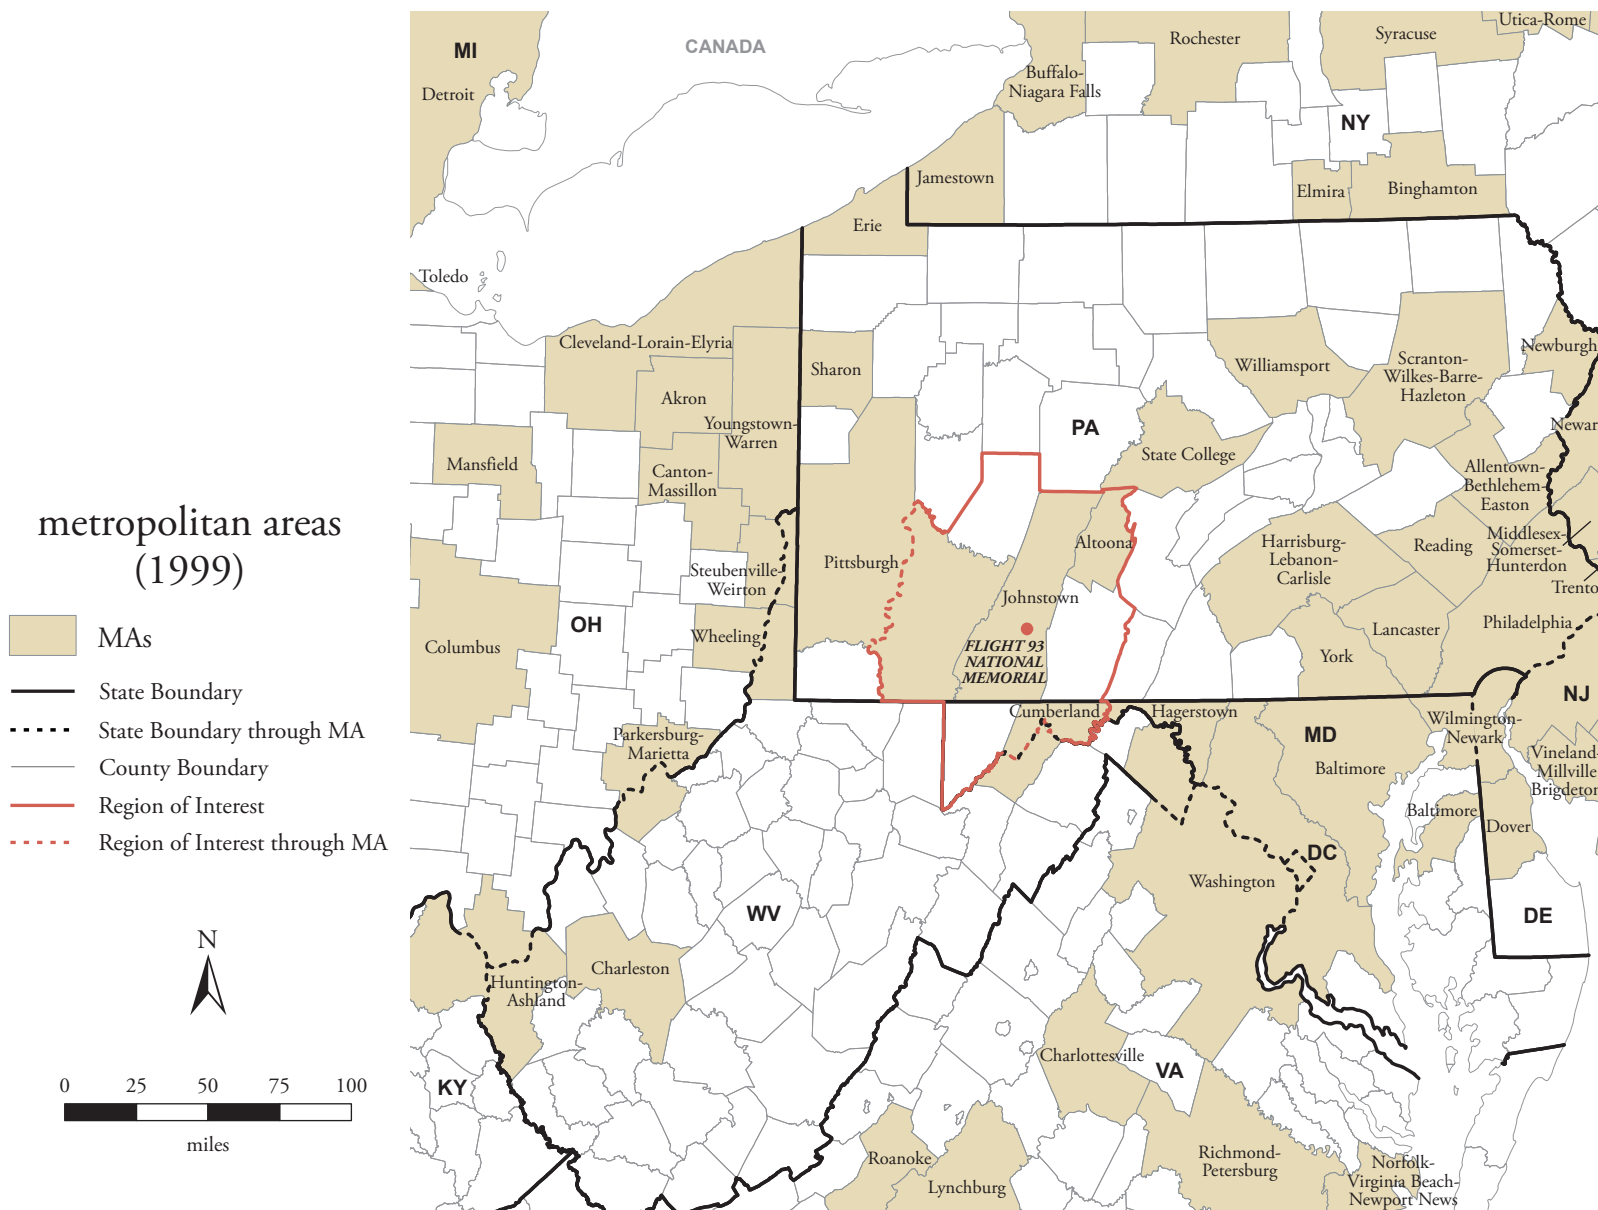 metropolitan areas
(1999)
MAs
State Boundary
State Boundary through MA
County Boundary
Region of Interest
Region of Interest through MA
N
0 25 50 75 100
miles
MI
Detroit
CANADA
Buffalo-
Niagara Falls
Rochester
Syracuse
Utica-Rome
NY
Jamestown
Elmira
Binghamton
Erie
Toledo
Cleveland-Lorain-Elyria
Sharon
Akron
Youngstown-
Warren
Mansfield
Canton-
Massillon
PA
State College
Williamsport
Scranton-
Wilkes-Barre-
Hazleton
Newburgh
Newar
Allentown-
Bethlehem-
Easton
Middlesex-
Somerset-
Hunterdon
Trento
Reading
Harrisburg-
Lebanon-
Carlisle
Philadelphia
Lancaster
York
Altoona
Pittsburgh
Johnstown
FLIGHT 93
NATIONAL
MEMORIAL
Steubenville-
Weirton
OH
Wheeling
Columbus
Parkersburg-
Marietta
Cumberland
Hagerstown
MD
Baltimore
Wilmington-
Newark
NJ
Vineland-
Millville
Brigdeton
Baltimore
Dover
DC
Washington
DE
WV
Charleston
Huntington-
Ashland
KY
Charlottesville
VA
Roanoke
Lynchburg
Richmond-
Petersburg
Norfolk-
Virginia Beach-
Newport News